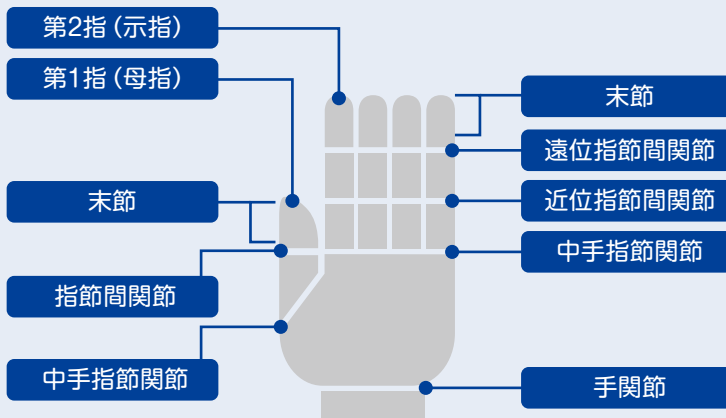 第2指（示指）
第1指（母指）
末節
指節間関節
中手指節関節
末節
遠位指節間関節
近位指節間関節
中手指節関節
手関節